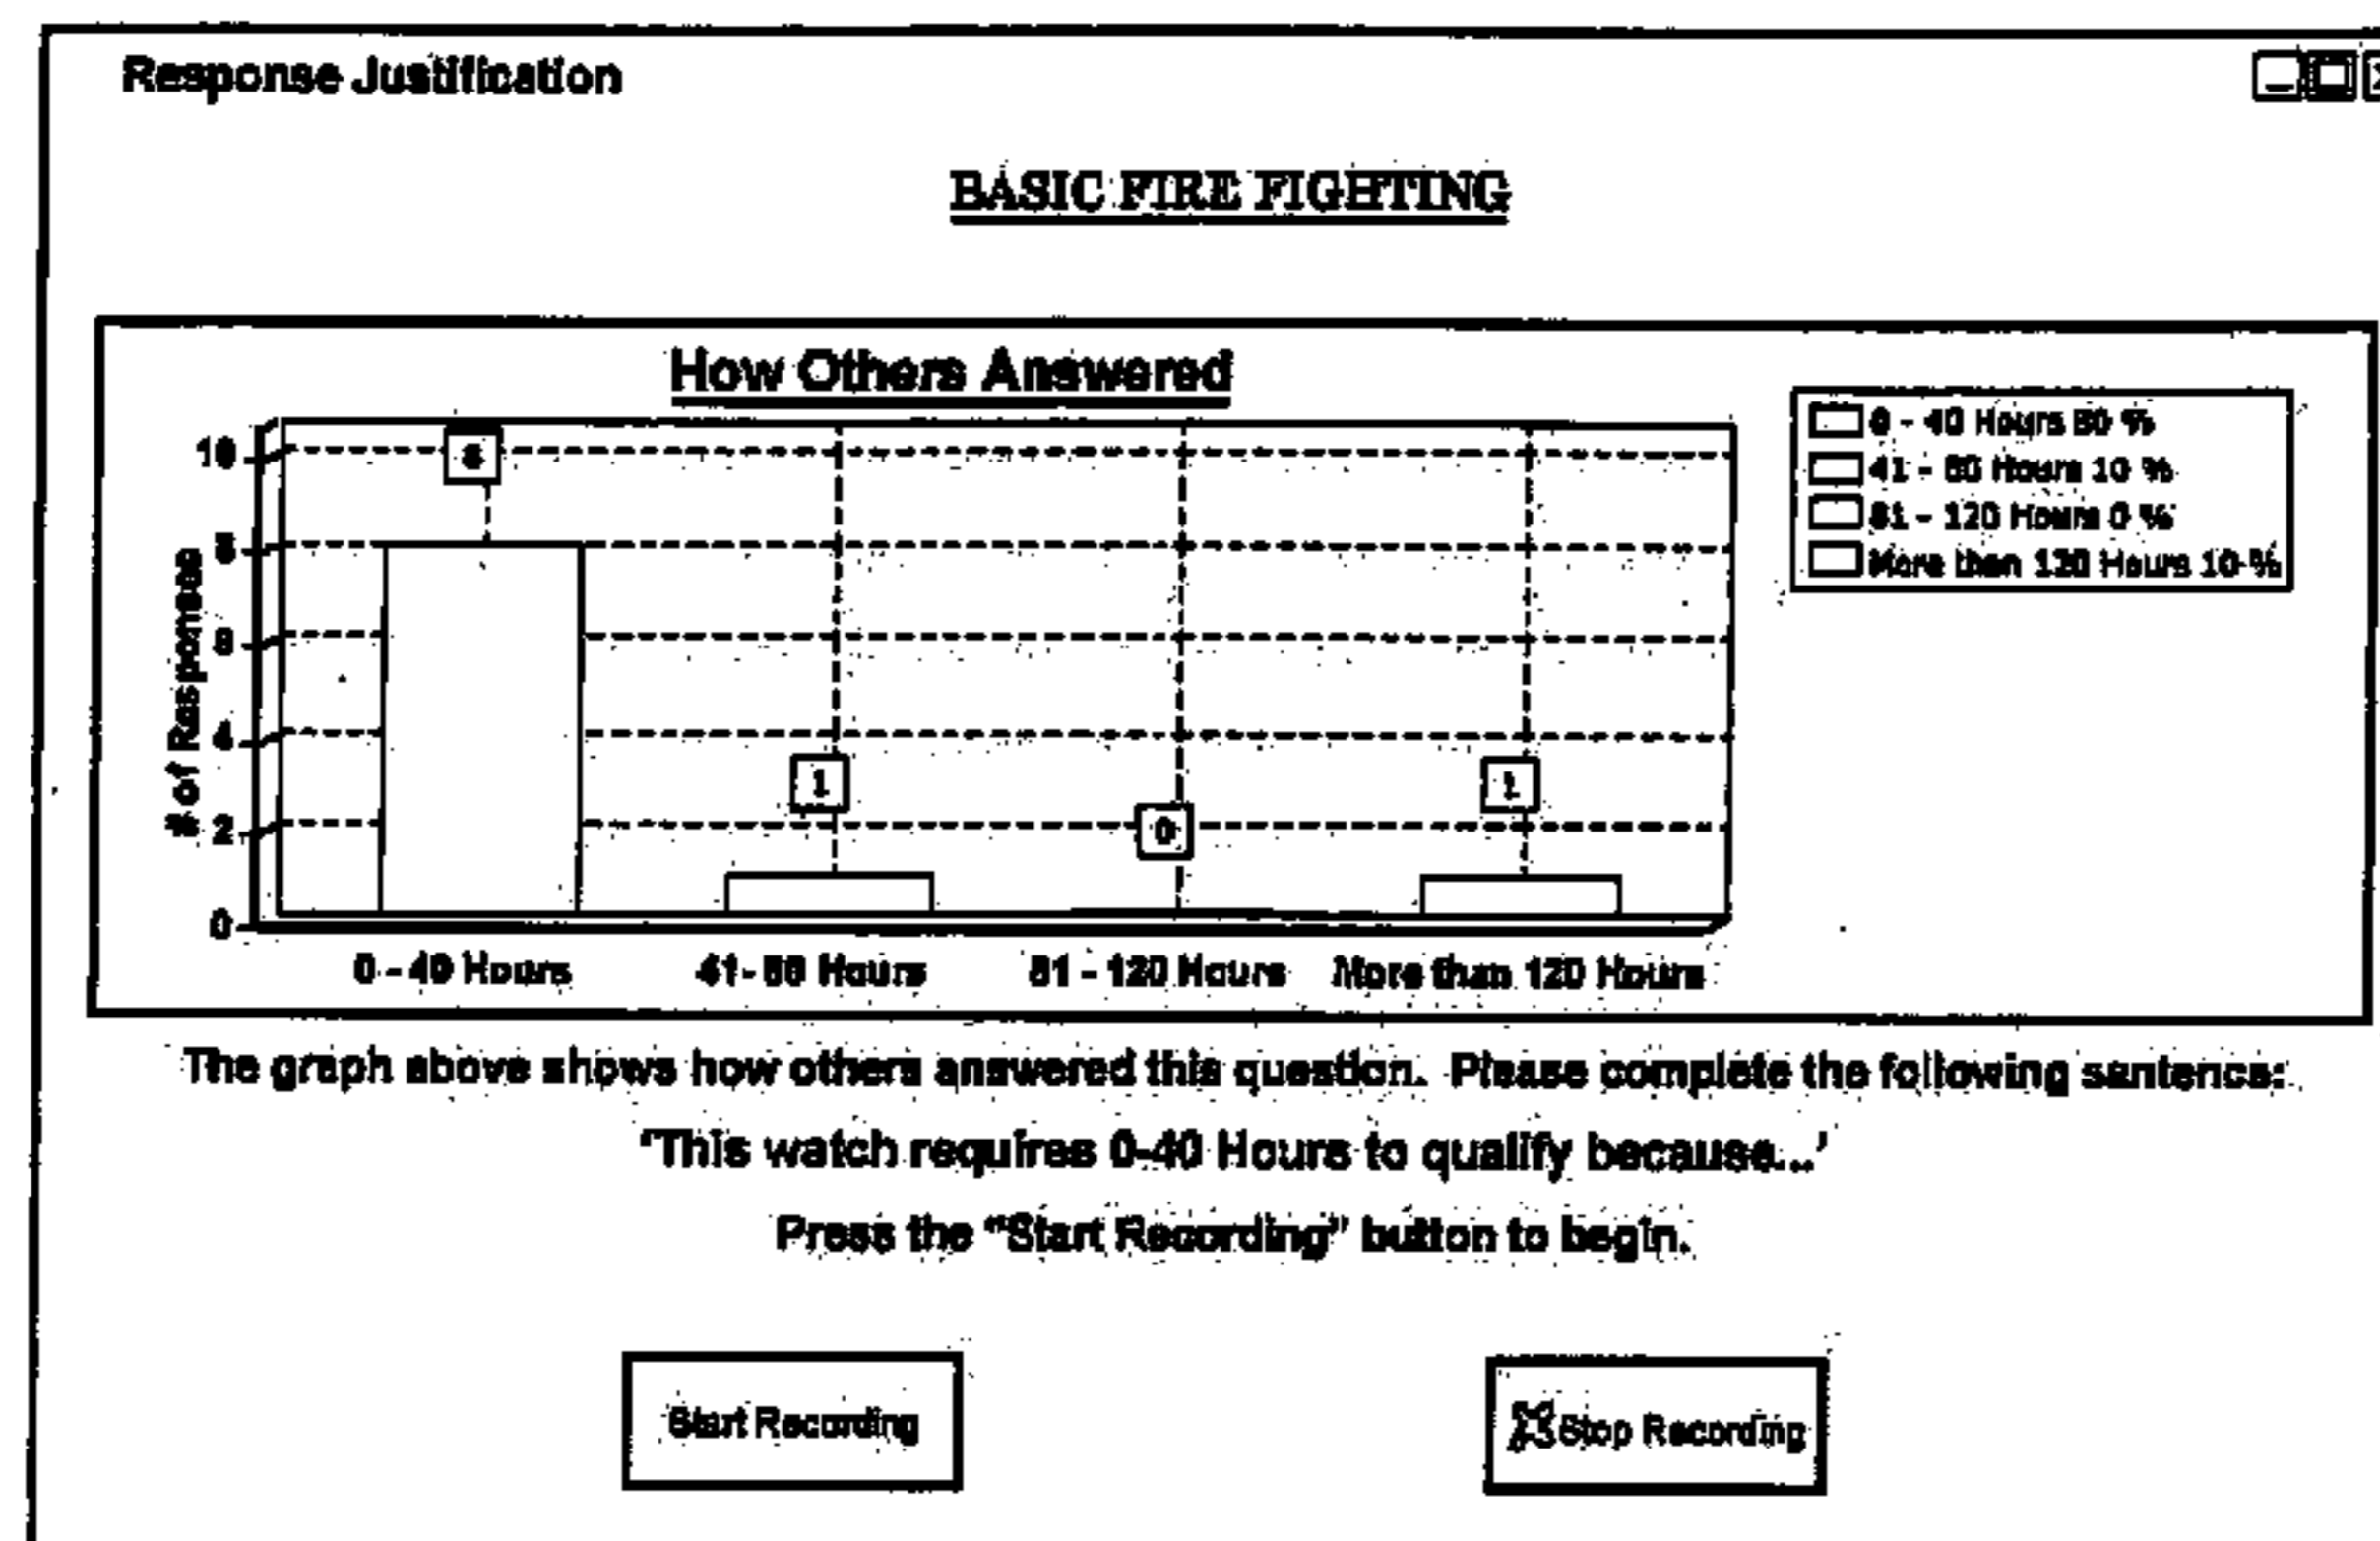 Response Justification
BASIC FIRE FIGHTING
How Others Answered
0 - 40 Hours 80 %
41 - 80 Hours 10 %
81 - 120 Hours 0 %
More than 120 Hours 10 %
% of Responses
10
8
6
4
2
0
8
1
0
1
0 - 40 Hours
41 - 80 Hours
81 - 120 Hours
More than 120 Hours
The graph above shows how others answered this question. Please complete the following sentence:
'This watch requires 0-40 Hours to qualify because...'
Press the "Start Recording" button to begin.
Start Recording
Stop Recording